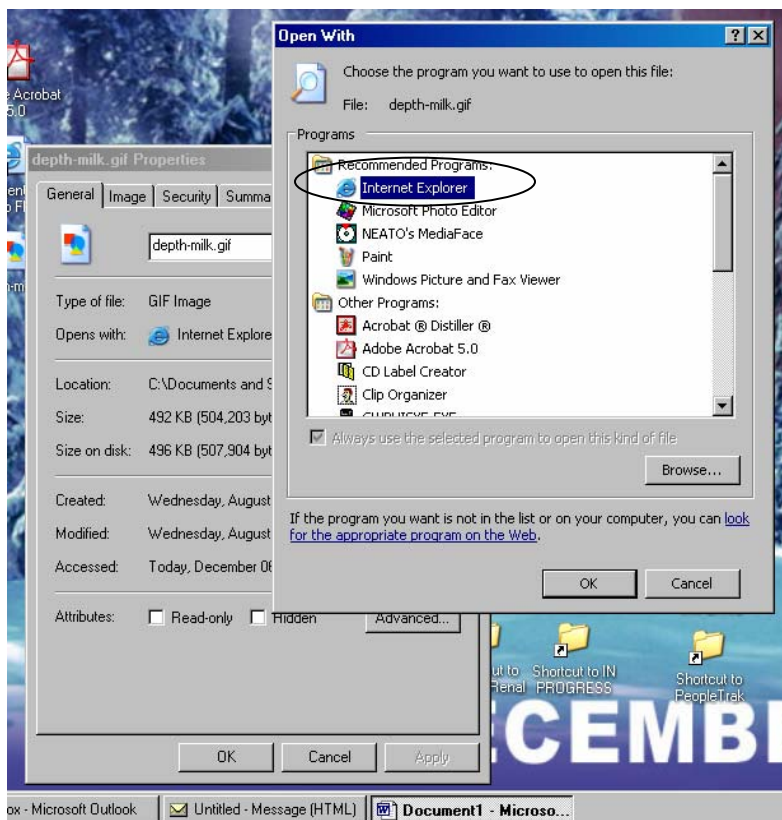 Open With
Choose the program you want to use to open this file:
File: depth-milk.gif
Programs
Recommended Programs:
Internet Explorer
Microsoft Photo Editor
NEATO's MediaFace
Paint
Windows Picture and Fax Viewer
Other Programs:
Acrobat ® Distiller ®
Adobe Acrobat 5.0
CD Label Creator
Clip Organizer
Always use the selected program to open this kind of file
Browse...
If the program you want is not in the list or on your computer, you can look
for the appropriate program on the Web.
OK Cancel
Acrobat
5.0
depth-milk.gif Properties
General Image Security Summa
depth-milk.gif
Type of file: GIF Image
Opens with: Internet Explore
Location: C:\Documents and S
Size: 492 KB (504,203 byt
Size on disk: 496 KB (507,904 byt
Created: Wednesday, August
Modified: Wednesday, August
Accessed: Today, December 06
Attributes: Read-only Hidden Advanced...
OK Cancel Apply
ut to
Renal
Shortcut to IN
PROGRESS
Shortcut to
PeopleTrak
CEMB
ox - Microsoft Outlook Untitled - Message (HTML) Document1 - Microso...